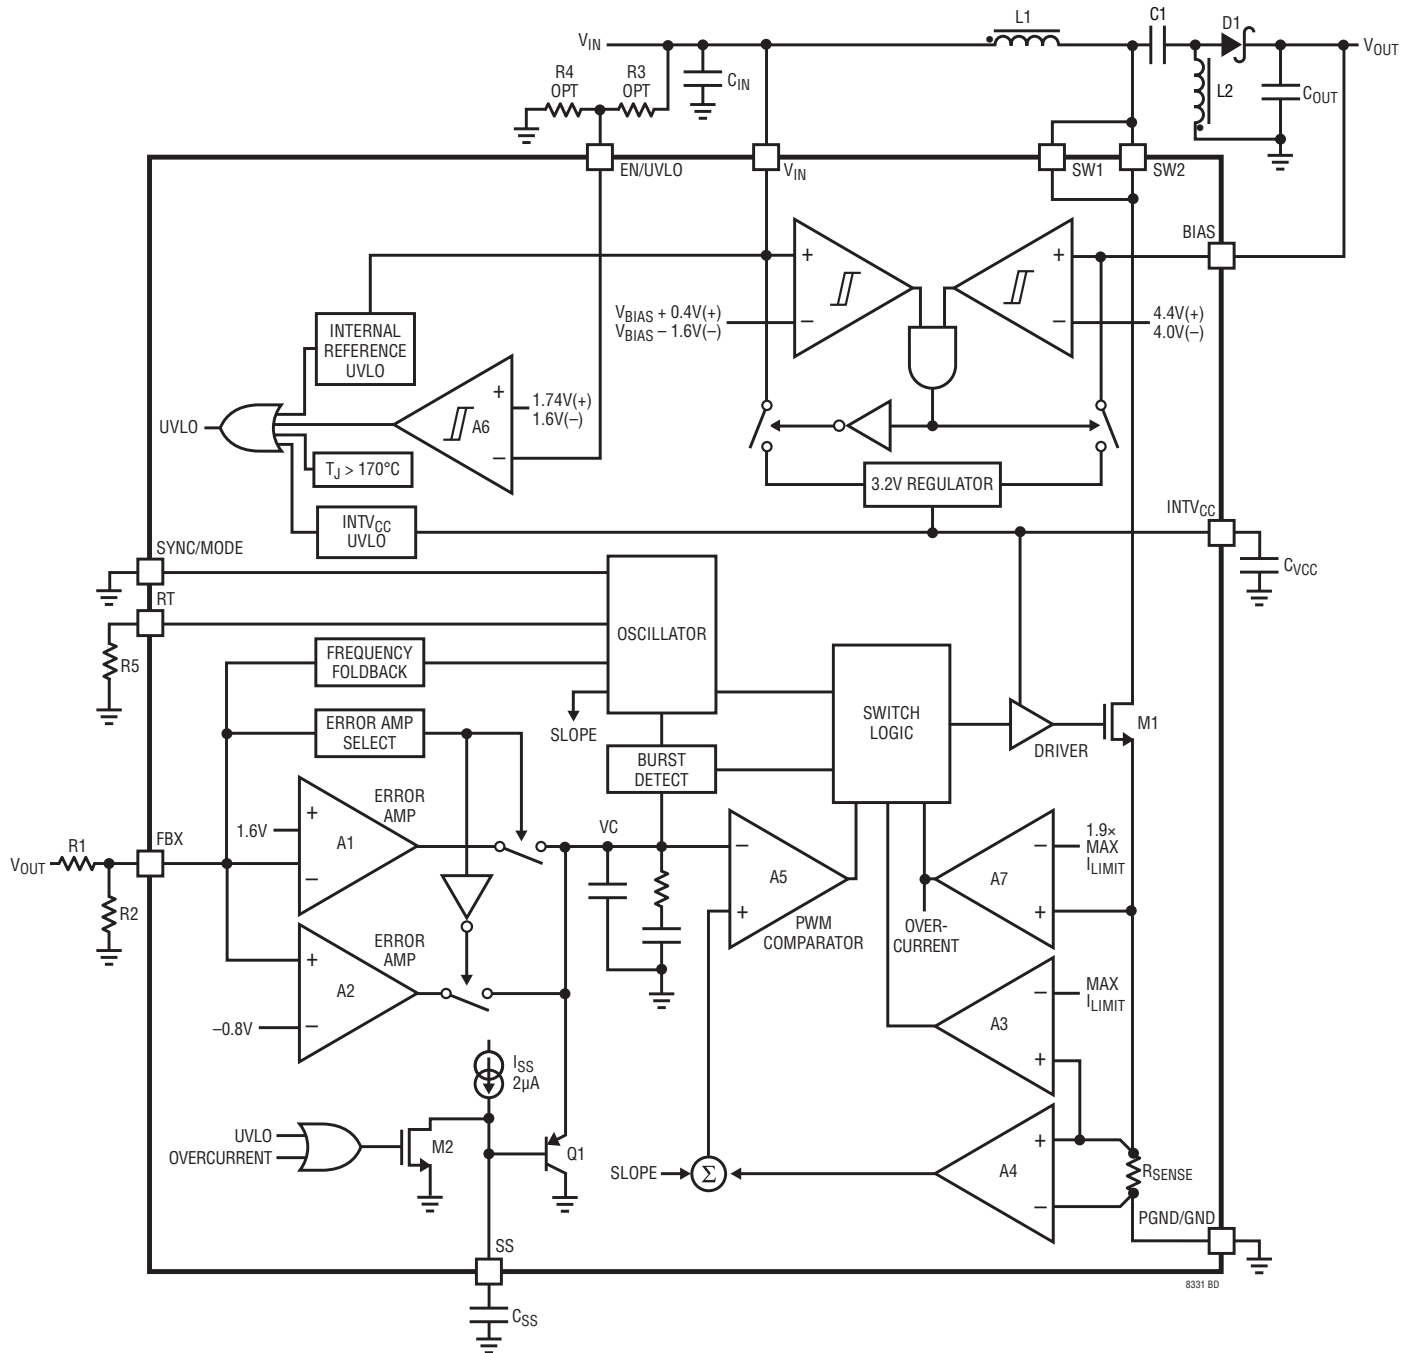 L1
C1
D1
VIN
VOUT
R4
OPT
R3
OPT
CIN
L2
COUT
EN/UVLO
VIN
SW1
SW2
BIAS
+
+
VBIAS + 0.4V(+)
VBIAS – 1.6V(–)
–
–
4.4V(+)
4.0V(–)
INTERNAL
REFERENCE
UVLO
+
1.74V(+)
1.6V(–)
UVLO
A6
–
TJ > 170°C
3.2V REGULATOR
INTVCC
INTVCC
UVLO
SYNC/MODE
CVCC
RT
OSCILLATOR
R5
FREQUENCY
FOLDBACK
SWITCH
LOGIC
ERROR AMP
SELECT
SLOPE
M1
DRIVER
BURST
DETECT
ERROR
AMP
+
1.6V
VC
1.9×
MAX
ILIMIT
R1
FBX
A1
–
–
VOUT
–
A5
A7
R2
+
+
PWM
COMPARATOR
OVER-
CURRENT
ERROR
AMP
+
A2
MAX
ILIMIT
–
–0.8V
–
A3
+
ISS
2µA
UVLO
OVERCURRENT
M2
Q1
+
SLOPE
Σ
A4
RSENSE
–
PGND/GND
SS
8331 BD
CSS